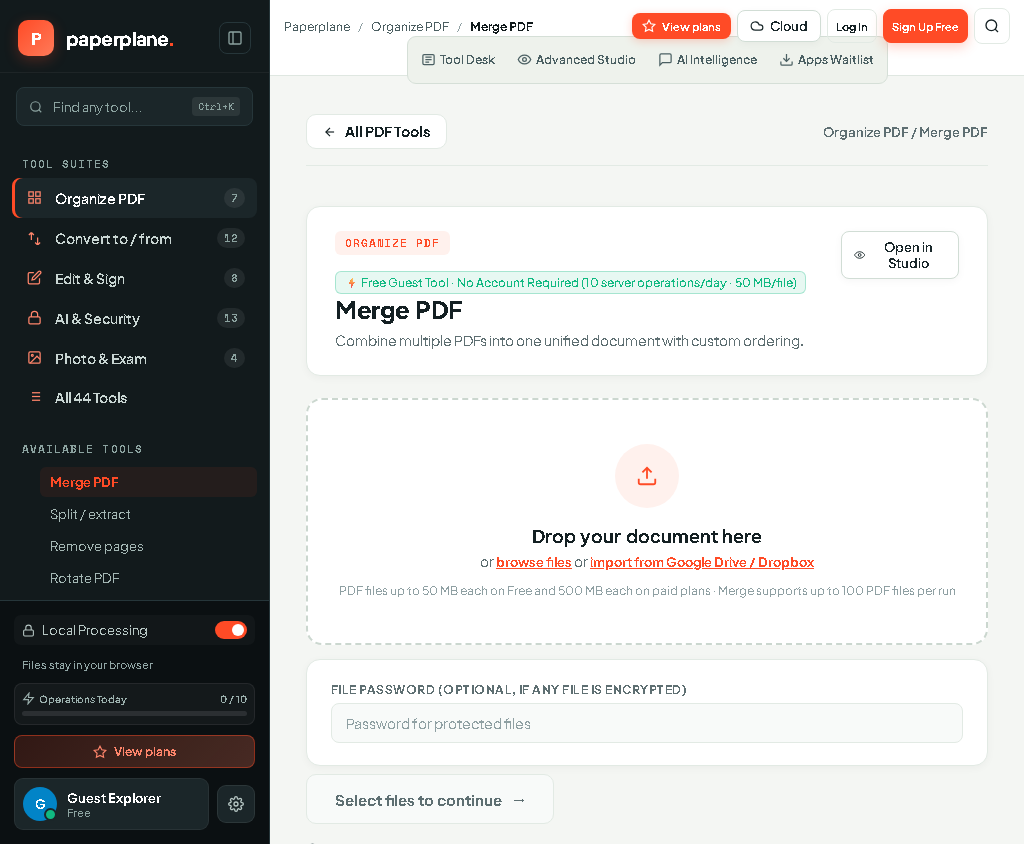 P paperplane.
Find any tool... Ctrl+K
TOOL SUITES
Organize PDF 7
Convert to / from 12
Edit & Sign 8
AI & Security 13
Photo & Exam 4
All 44 Tools
AVAILABLE TOOLS
Merge PDF
Split / extract
Remove pages
Rotate PDF
Local Processing
Files stay in your browser
Operations Today 0 / 10
View plans
G Guest Explorer
Free
Paperplane / Organize PDF / Merge PDF
View plans Cloud Log In Sign Up Free
Tool Desk Advanced Studio AI Intelligence Apps Waitlist
← All PDF Tools
Organize PDF / Merge PDF
ORGANIZE PDF
Open in
Studio
Free Guest Tool · No Account Required (10 server operations/day · 50 MB/file)
Merge PDF
Combine multiple PDFs into one unified document with custom ordering.
Drop your document here
or browse files or import from Google Drive / Dropbox
PDF files up to 50 MB each on Free and 500 MB each on paid plans · Merge supports up to 100 PDF files per run
FILE PASSWORD (OPTIONAL, IF ANY FILE IS ENCRYPTED)
Password for protected files
Select files to continue →